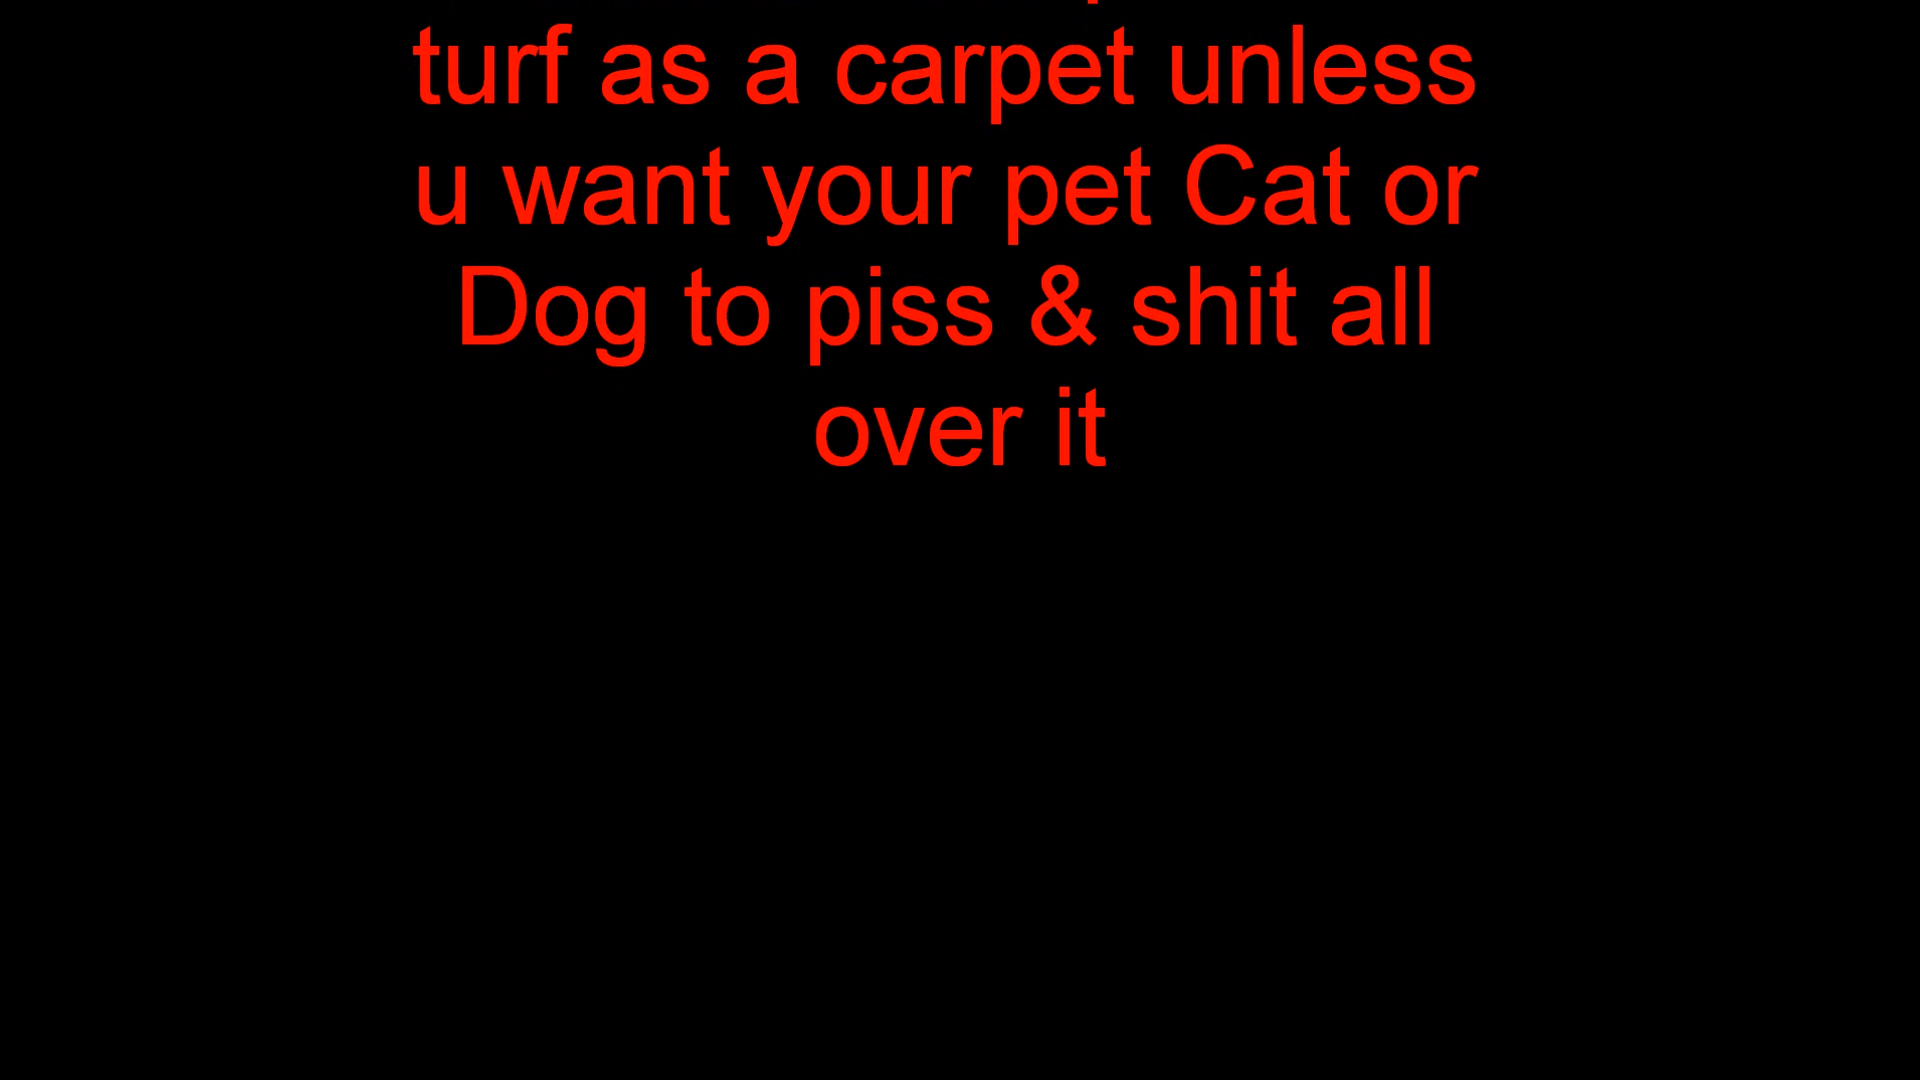 turf as a carpet unless
u want your pet Cat or
Dog to piss & shit all
over it